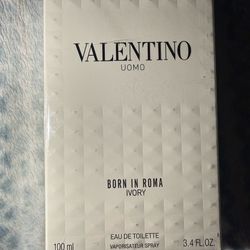 VALENTINO
UOMO
BORN IN ROMA
IVORY
EAU DE TOILETTE
100 ml VAPORISATEUR SPRAY 3.4 FL.OZ.